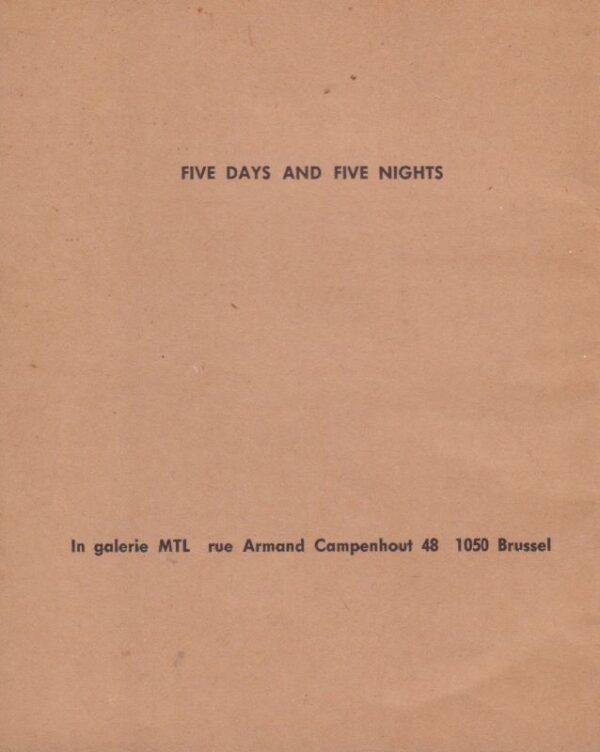 FIVE DAYS AND FIVE NIGHTS
In galerie MTL rue Armand Campenhout 48 1050 Brussel